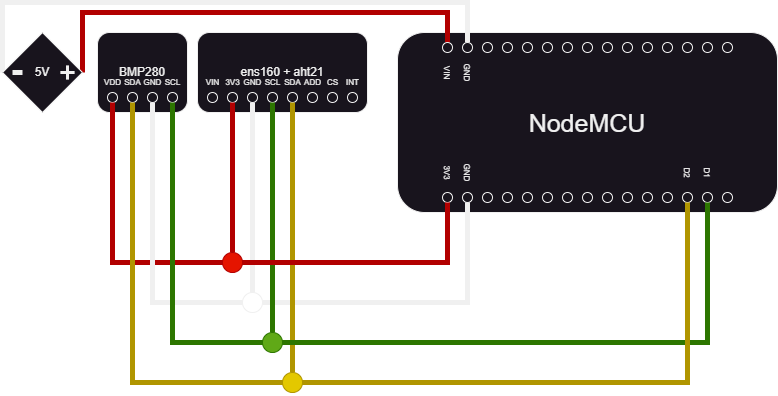 - 5V +
BMP280
VDD SDA GND SCL
ens160 + aht21
VIN 3V3 GND SCL SDA ADD CS INT
VIN GND
NodeMCU
3V3 GND D2 D1